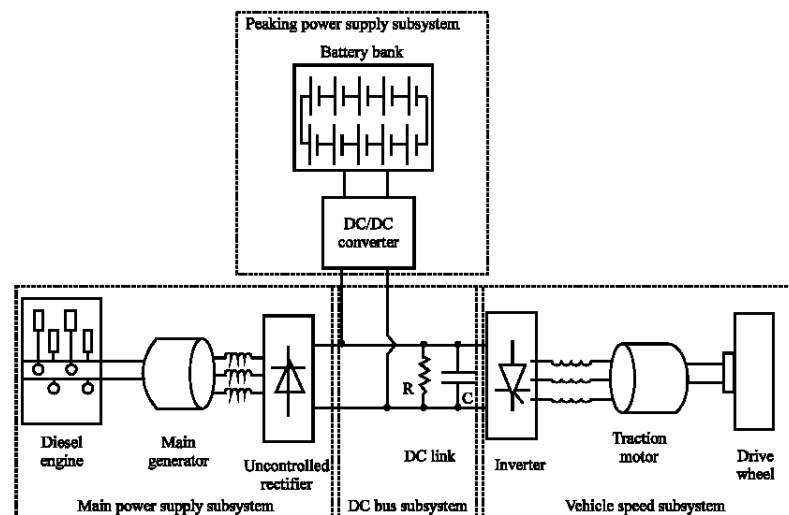 Peaking power supply subsystem
Battery bank
DC/DC
converter
R
C
Diesel
engine
Main
generator
Uncontrolled
rectifier
DC link
Inverter
Traction
motor
Drive
wheel
Main power supply subsystem
DC bus subsystem
Vehicle speed subsystem